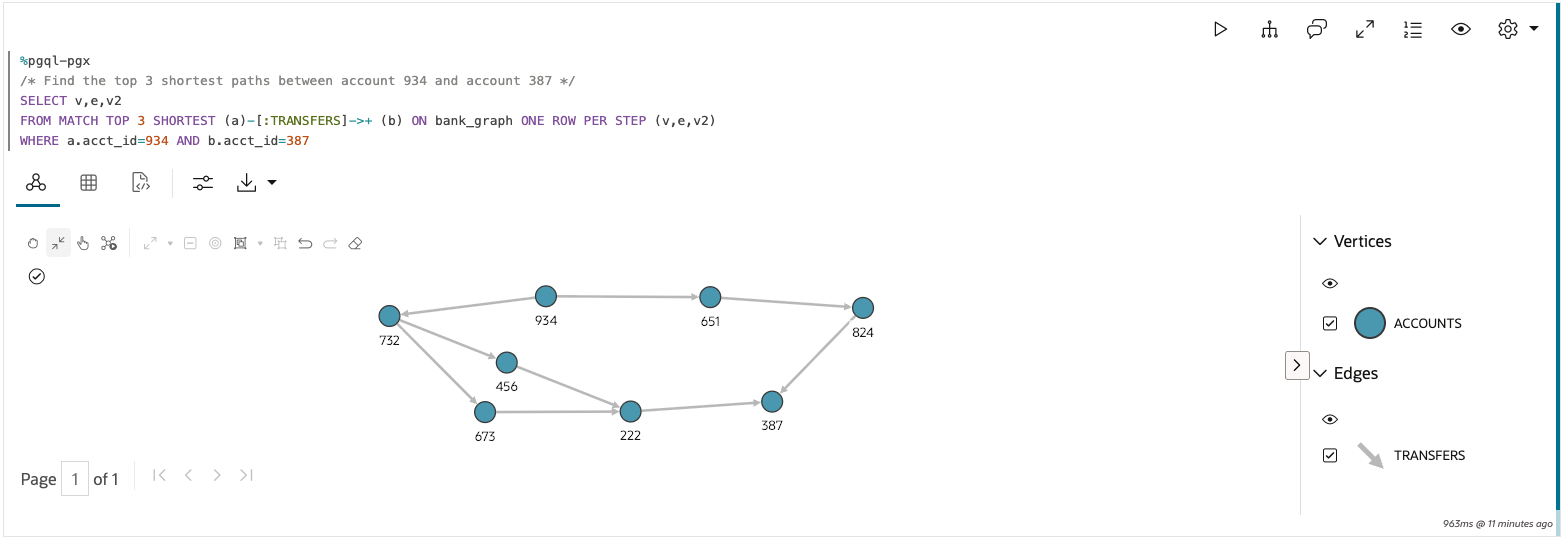 %pgql-pgx
/* Find the top 3 shortest paths between account 934 and account 387 */
SELECT v,e,v2
FROM MATCH TOP 3 SHORTEST (a)-[:TRANSFERS]->+ (b) ON bank_graph ONE ROW PER STEP (v,e,v2)
WHERE a.acct_id=934 AND b.acct_id=387
Vertices
ACCOUNTS
Edges
TRANSFERS
934
651
732
824
456
387
673
222
Page 1 of 1
963ms @ 11 minutes ago